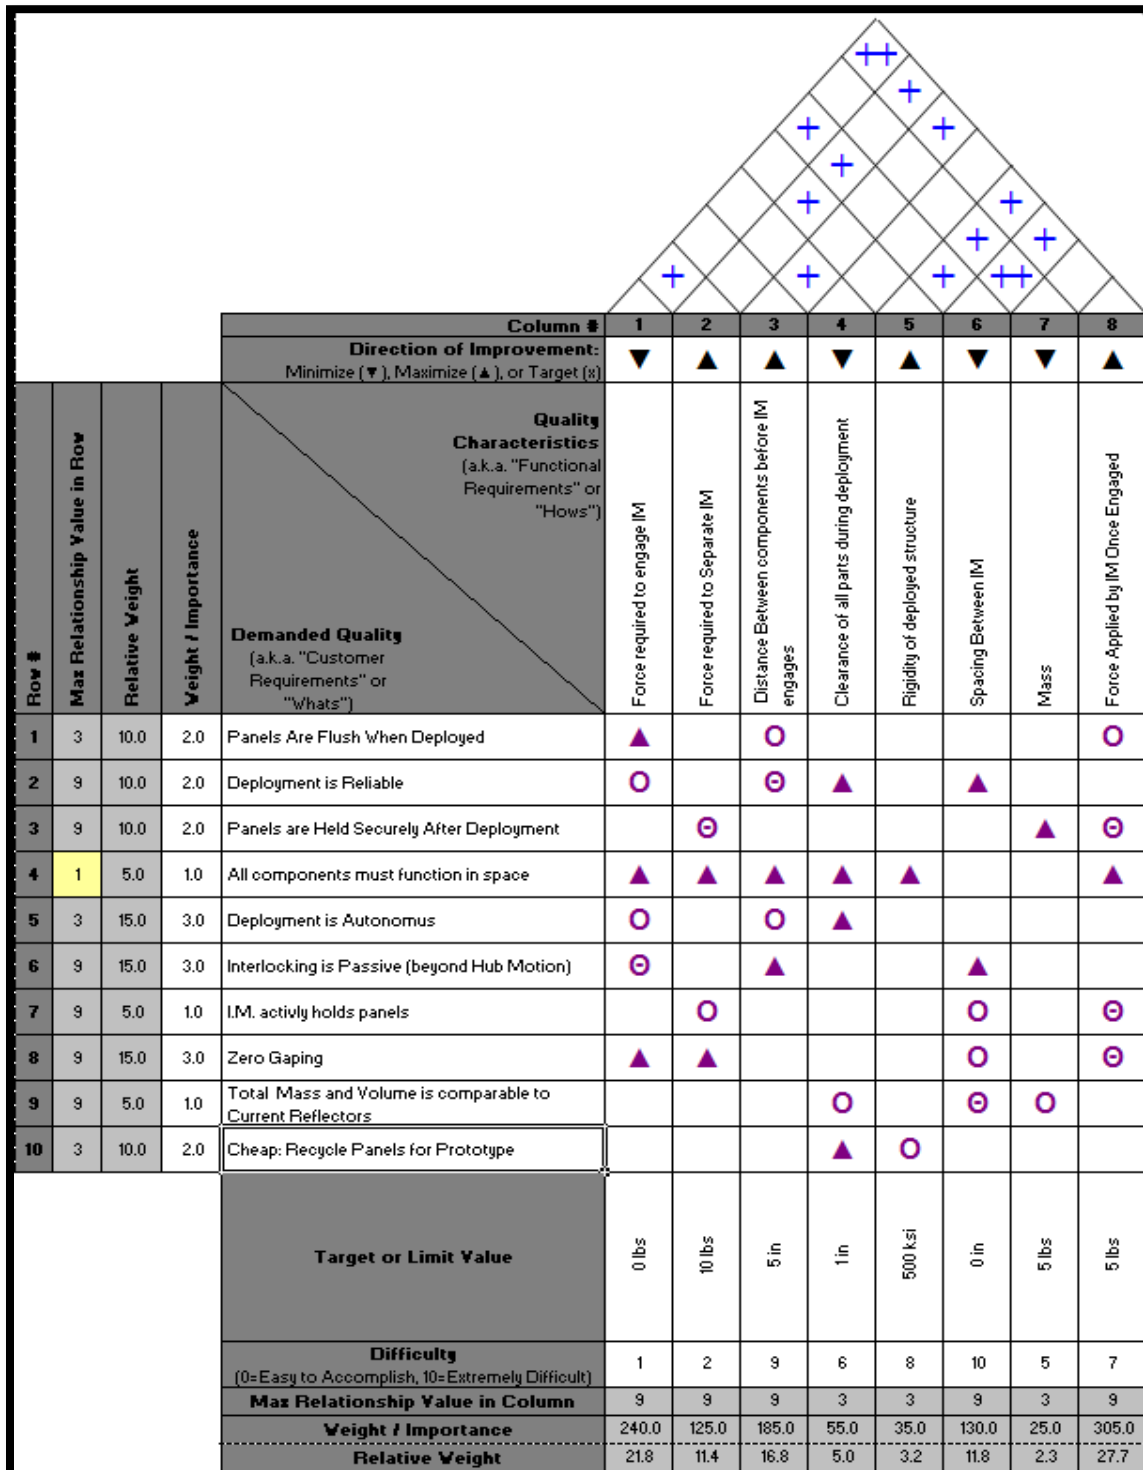 Column # 1 2 3 4 5 6 7 8
Direction of Improvement:
Minimize (▼), Maximize (▲), or Target (x) ▼ ▲ ▲ ▼ ▲ ▼ ▼ ▲
Row #
Max Relationship Value in Row
Relative Weight
Weight / Importance
Quality
Characteristics
(a.k.a. "Functional
Requirements" or
"Hows")
Demanded Quality
(a.k.a. "Customer
Requirements" or
"Whats")
Force required to engage IM
Force required to Separate IM
Distance Between components before IM
engages
Clearance of all parts during deployment
Rigidity of deployed structure
Spacing Between IM
Mass
Force Applied by IM Once Engaged
1 3 10.0 2.0 Panels Are Flush When Deployed ▲ Ο Ο
2 9 10.0 2.0 Deployment is Reliable Ο Θ ▲ ▲
3 9 10.0 2.0 Panels are Held Securely After Deployment Θ ▲ Θ
4 1 5.0 1.0 All components must function in space ▲ ▲ ▲ ▲ ▲ ▲
5 3 15.0 3.0 Deployment is Autonomus Ο Ο ▲
6 9 15.0 3.0 Interlocking is Passive (beyond Hub Motion) Θ ▲ ▲
7 9 5.0 1.0 I.M. activly holds panels Ο Ο Θ
8 9 15.0 3.0 Zero Gaping ▲ ▲ Ο Θ
9 9 5.0 1.0 Total Mass and Volume is comparable to
Current Reflectors Ο Θ Ο
10 3 10.0 2.0 Cheap: Recycle Panels for Prototype ▲ Ο
Target or Limit Value
0 lbs
10 lbs
5 in
1 in
500 ksi
0 in
5 lbs
5 lbs
Difficulty
(0=Easy to Accomplish, 10=Extremely Difficult) 1 2 9 6 8 10 5 7
Max Relationship Value in Column 9 9 9 3 3 9 3 9
Weight / Importance 240.0 125.0 185.0 55.0 35.0 130.0 25.0 305.0
Relative Weight 21.8 11.4 16.8 5.0 3.2 11.8 2.3 27.7